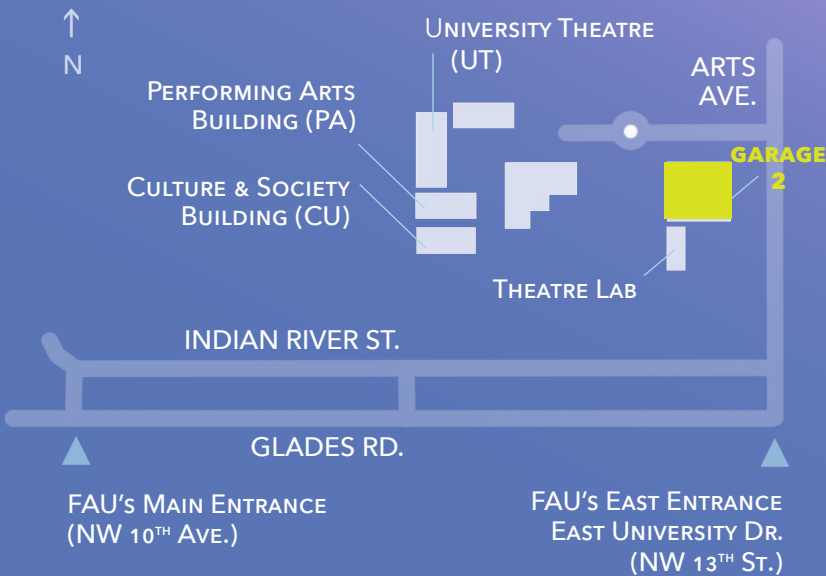 ↑
N
University Theatre
(UT)
ARTS
AVE.
Performing Arts
Building (PA)
GARAGE
2
Culture & Society
Building (CU)
Theatre Lab
INDIAN RIVER ST.
GLADES RD.
FAU's Main Entrance
(NW 10TH Ave.)
FAU's East Entrance
East University Dr.
(NW 13TH St.)